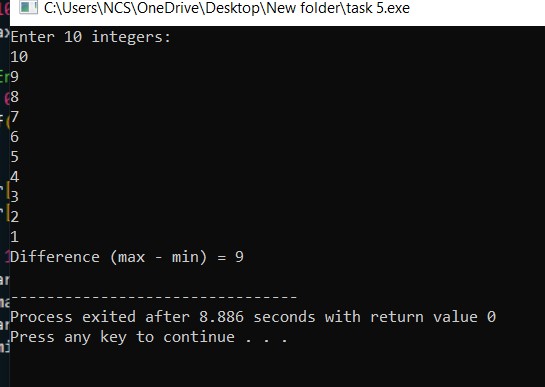 C:\Users\NCS\OneDrive\Desktop\New folder\task 5.exe
Enter 10 integers:
10
9
8
7
6
5
4
3
2
1
Difference (max - min) = 9
--------------------------------
Process exited after 8.886 seconds with return value 0
Press any key to continue . . .